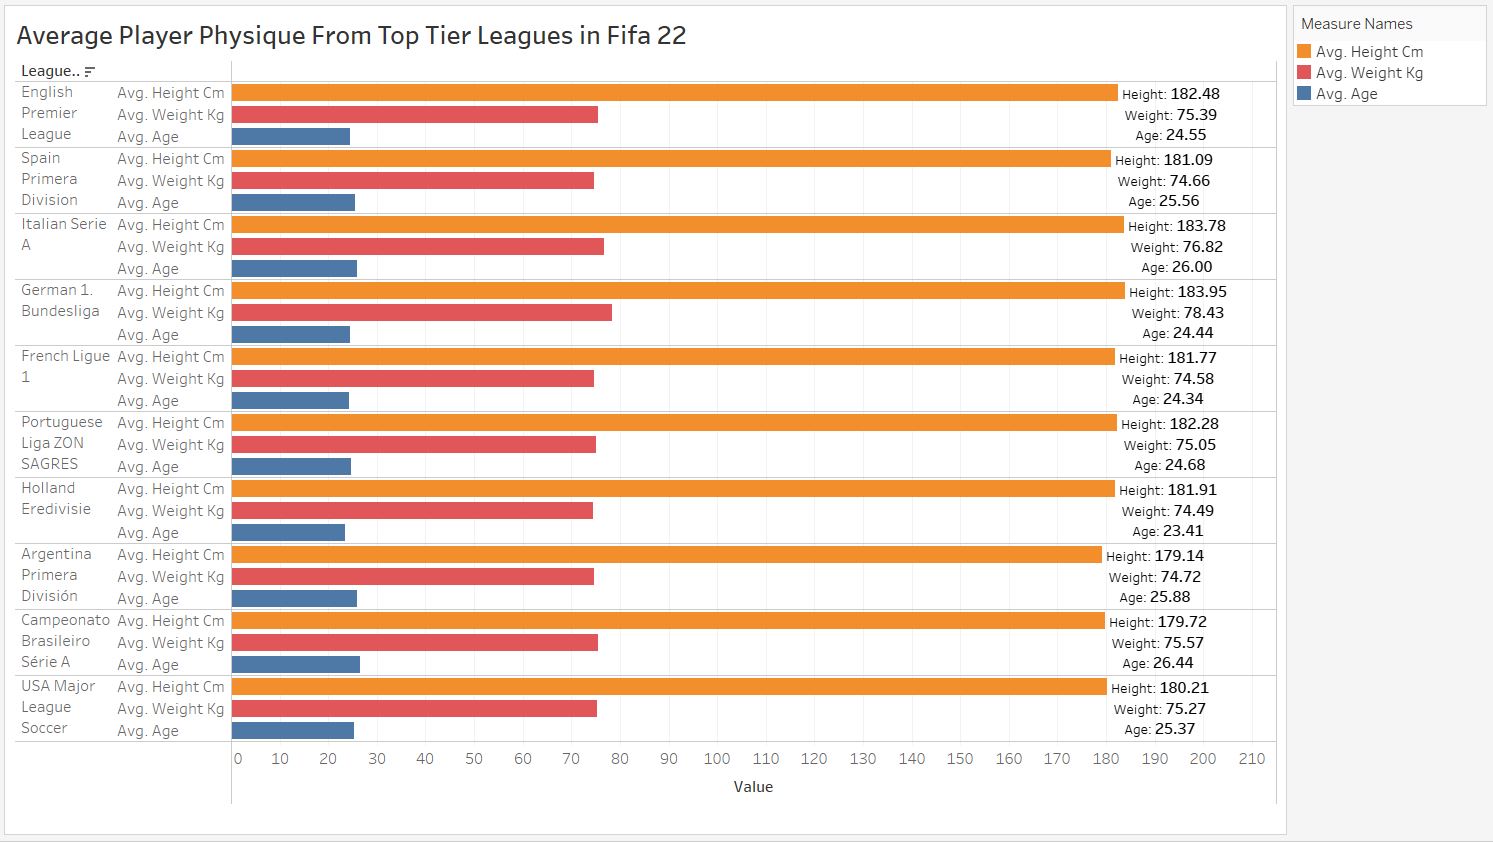 Average Player Physique From Top Tier Leagues in Fifa 22
Measure Names
Avg. Height Cm
Avg. Weight Kg
Avg. Age
League..
English Premier League
Avg. Height Cm
Height: 182.48
Avg. Weight Kg
Weight: 75.39
Avg. Age
Age: 24.55
Spain Primera Division
Avg. Height Cm
Height: 181.09
Avg. Weight Kg
Weight: 74.66
Avg. Age
Age: 25.56
Italian Serie A
Avg. Height Cm
Height: 183.78
Avg. Weight Kg
Weight: 76.82
Avg. Age
Age: 26.00
German 1. Bundesliga
Avg. Height Cm
Height: 183.95
Avg. Weight Kg
Weight: 78.43
Avg. Age
Age: 24.44
French Ligue 1
Avg. Height Cm
Height: 181.77
Avg. Weight Kg
Weight: 74.58
Avg. Age
Age: 24.34
Portuguese Liga ZON SAGRES
Avg. Height Cm
Height: 182.28
Avg. Weight Kg
Weight: 75.05
Avg. Age
Age: 24.68
Holland Eredivisie
Avg. Height Cm
Height: 181.91
Avg. Weight Kg
Weight: 74.49
Avg. Age
Age: 23.41
Argentina Primera División
Avg. Height Cm
Height: 179.14
Avg. Weight Kg
Weight: 74.72
Avg. Age
Age: 25.88
Campeonato Brasileiro Série A
Avg. Height Cm
Height: 179.72
Avg. Weight Kg
Weight: 75.57
Avg. Age
Age: 26.44
USA Major League Soccer
Avg. Height Cm
Height: 180.21
Avg. Weight Kg
Weight: 75.27
Avg. Age
Age: 25.37
0 10 20 30 40 50 60 70 80 90 100 110 120 130 140 150 160 170 180 190 200 210
Value